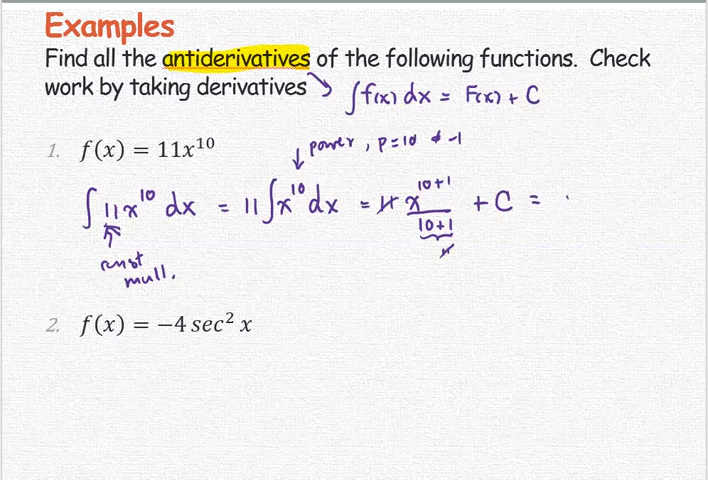 Examples
Find all the antiderivatives of the following functions. Check
work by taking derivatives ↘ ∫f(x) dx = F(x) + C
1. f(x) = 11x^10
↓ power, p=10 ≠ -1
∫ 11x^10 dx = 11 ∫x^10 dx = 11 x^(10+1)/(10+1) + C =
11
const
mult.
2. f(x) = −4 sec² x